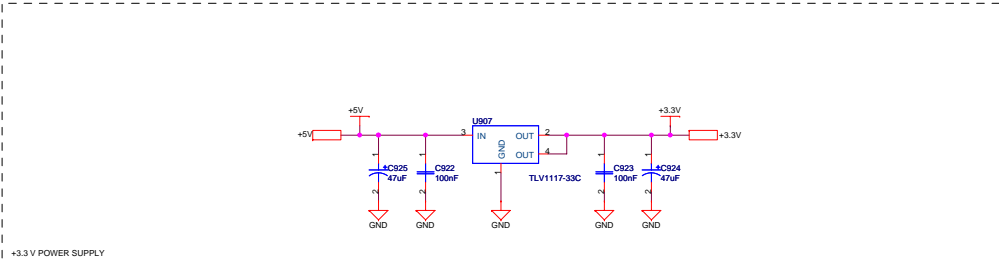 +5V
+3.3V
U907
+5V
3
IN
OUT
2
+3.3V
GND
OUT
4
1
1
1
1
1
+C925
C922
C923
+C924
47uF
100nF
TLV1117-33C
100nF
47uF
2
2
2
2
GND
GND
GND
GND
GND
+3.3 V POWER SUPPLY